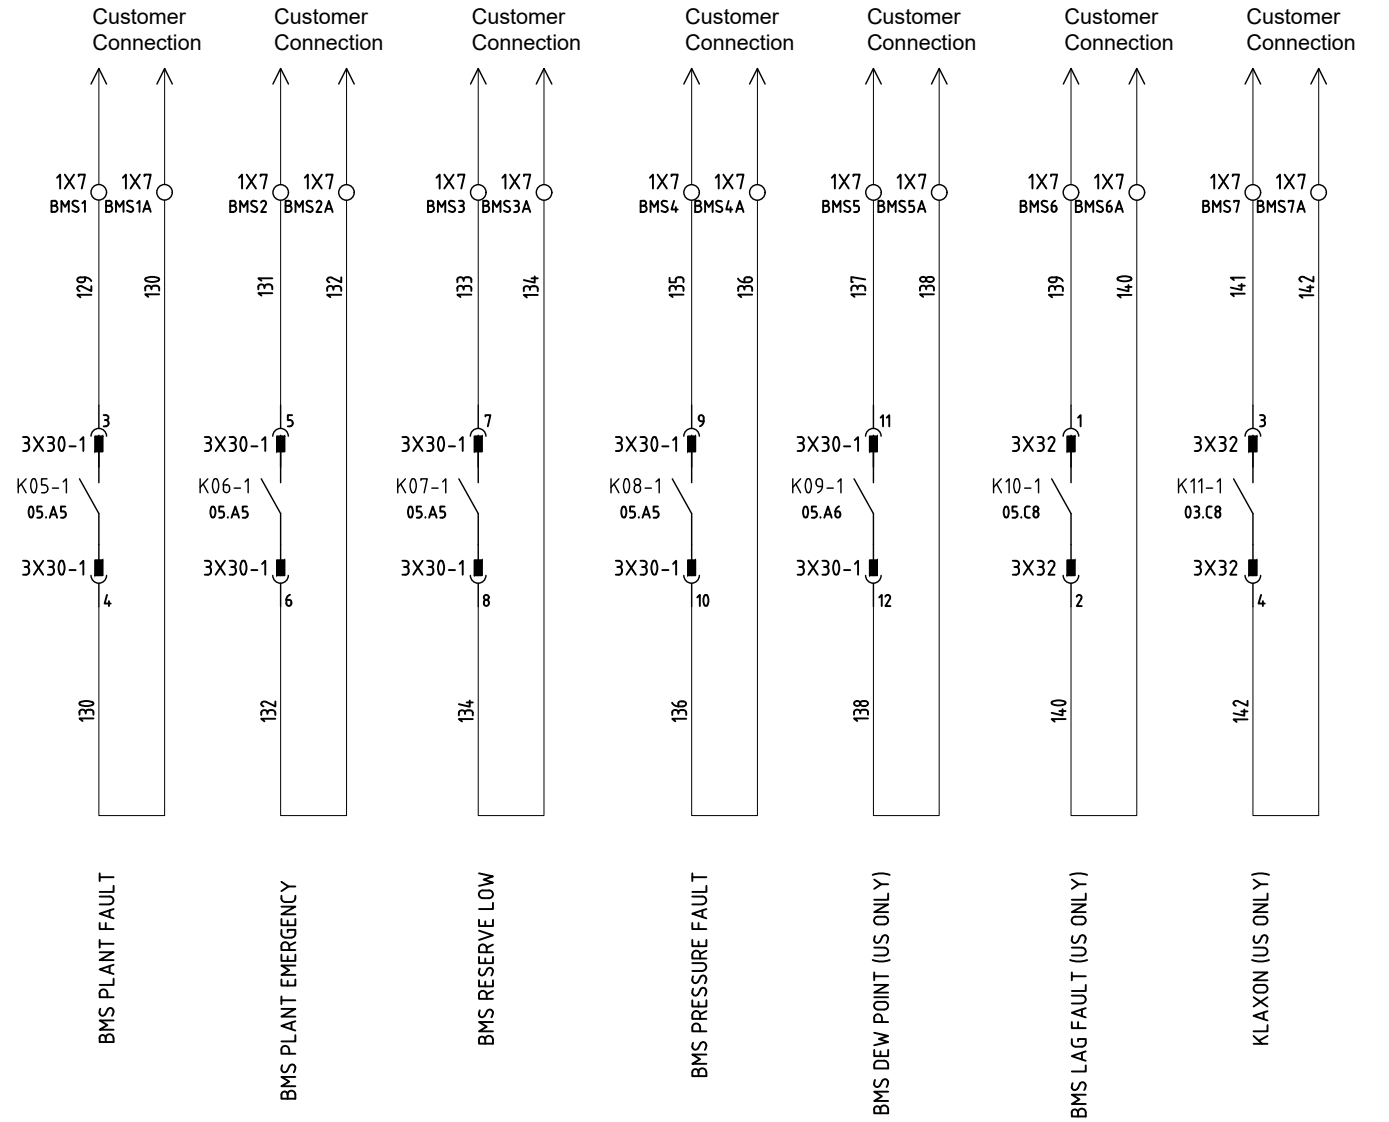 Customer Connection
Customer Connection
Customer Connection
Customer Connection
Customer Connection
Customer Connection
Customer Connection
1X7 1X7 1X7 1X7 1X7 1X7 1X7 1X7 1X7 1X7 1X7 1X7 1X7 1X7
BMS1 BMS1A BMS2 BMS2A BMS3 BMS3A BMS4 BMS4A BMS5 BMS5A BMS6 BMS6A BMS7 BMS7A
129 130 131 132 133 134 135 136 137 138 139 140 141 142
3 5 7 9 11 1 3
3X30-1 3X30-1 3X30-1 3X30-1 3X30-1 3X32 3X32
K05-1 K06-1 K07-1 K08-1 K09-1 K10-1 K11-1
05.A5 05.A5 05.A5 05.A5 05.A6 05.C8 03.C8
3X30-1 3X30-1 3X30-1 3X30-1 3X30-1 3X32 3X32
4 6 8 10 12 2 4
130 132 134 136 138 140 142
BMS PLANT FAULT
BMS PLANT EMERGENCY
BMS RESERVE LOW
BMS PRESSURE FAULT
BMS DEW POINT (US ONLY)
BMS LAG FAULT (US ONLY)
KLAXON (US ONLY)